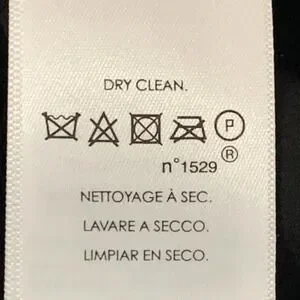 DRY CLEAN.
P
n°1529 ®
NETTOYAGE À SEC.
LAVARE A SECCO.
LIMPIAR EN SECO.